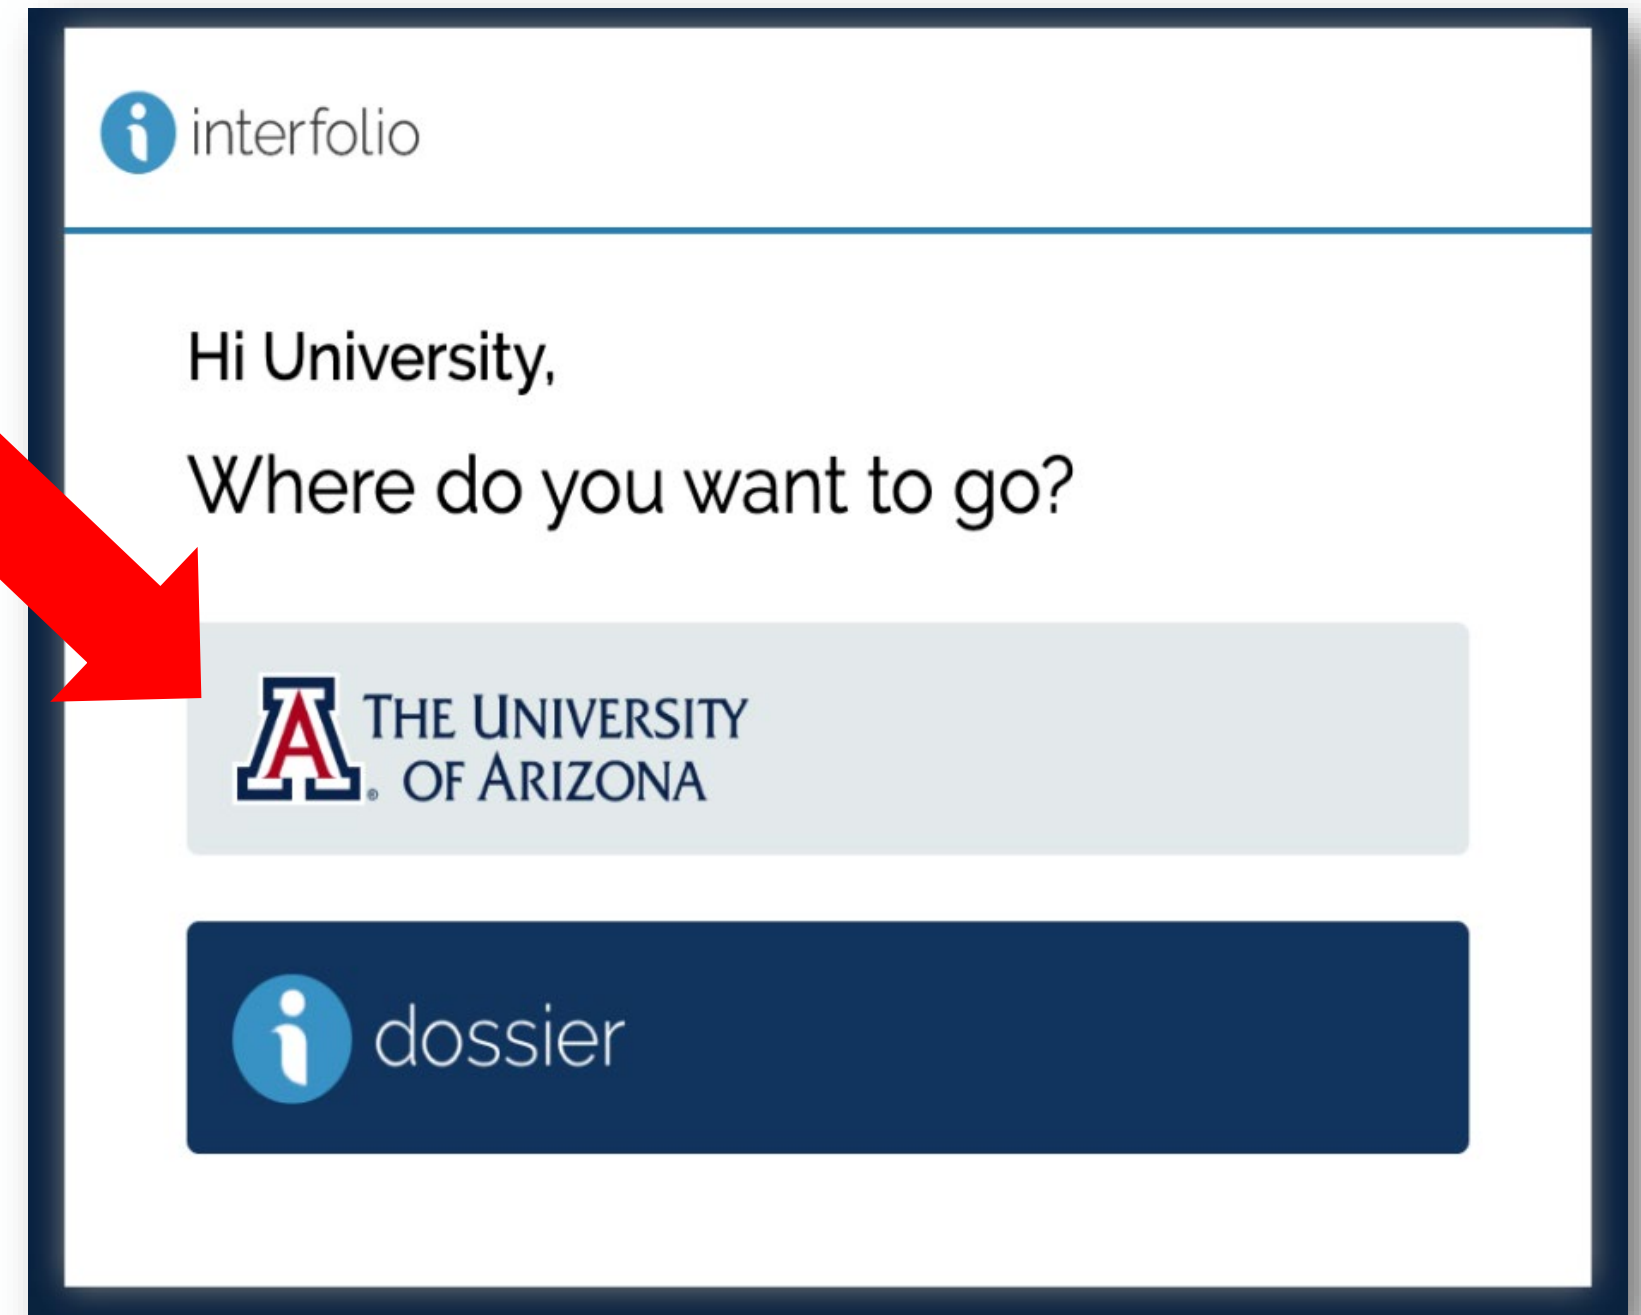 interfolio
Hi University,
Where do you want to go?
THE UNIVERSITY
OF ARIZONA
dossier